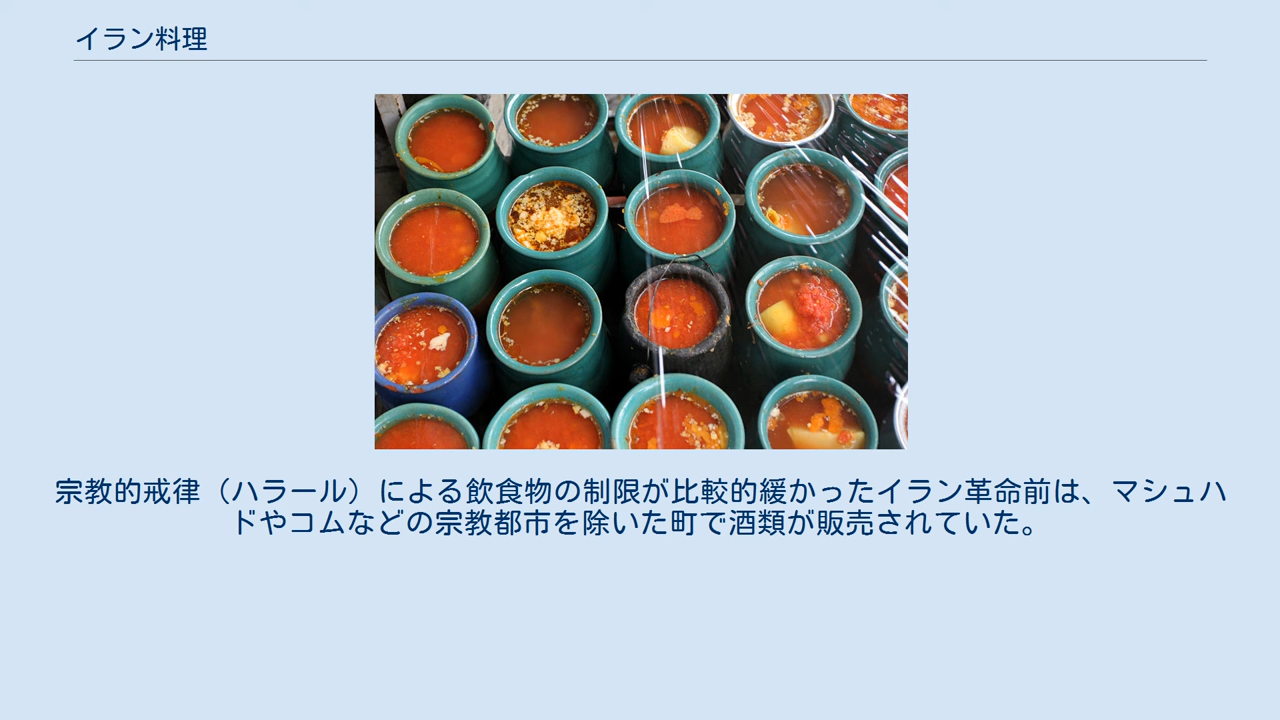 イラン料理
宗教的戒律（ハラール）による飲食物の制限が比較的緩かったイラン革命前は、マシュハ
ドやコムなどの宗教都市を除いた町で酒類が販売されていた。